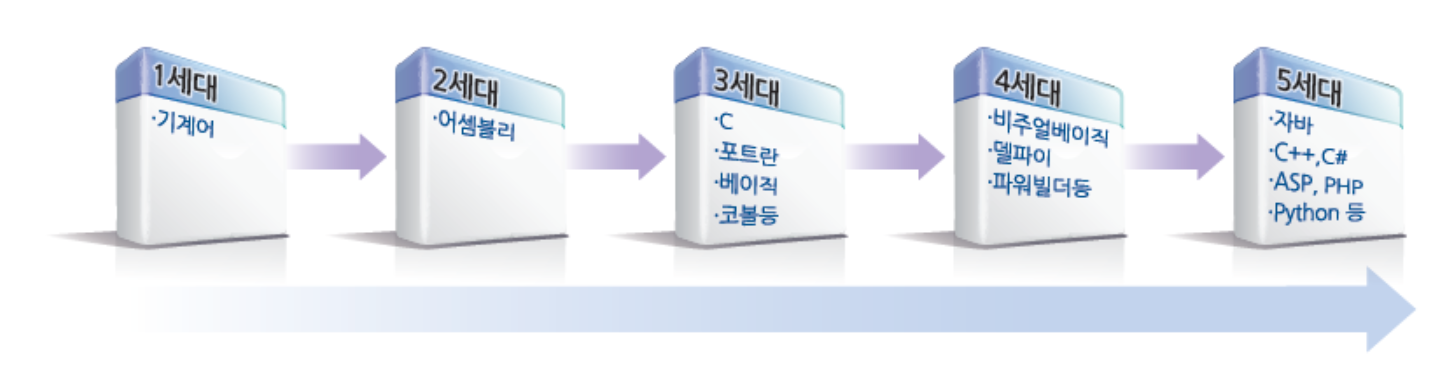 1세대
·기계어
2세대
·어셈블리
3세대
·C
·포트란
·베이직
·코볼등
4세대
·비주얼베이직
·델파이
·파워빌더등
5세대
·자바
·C++,C#
·ASP, PHP
·Python 등